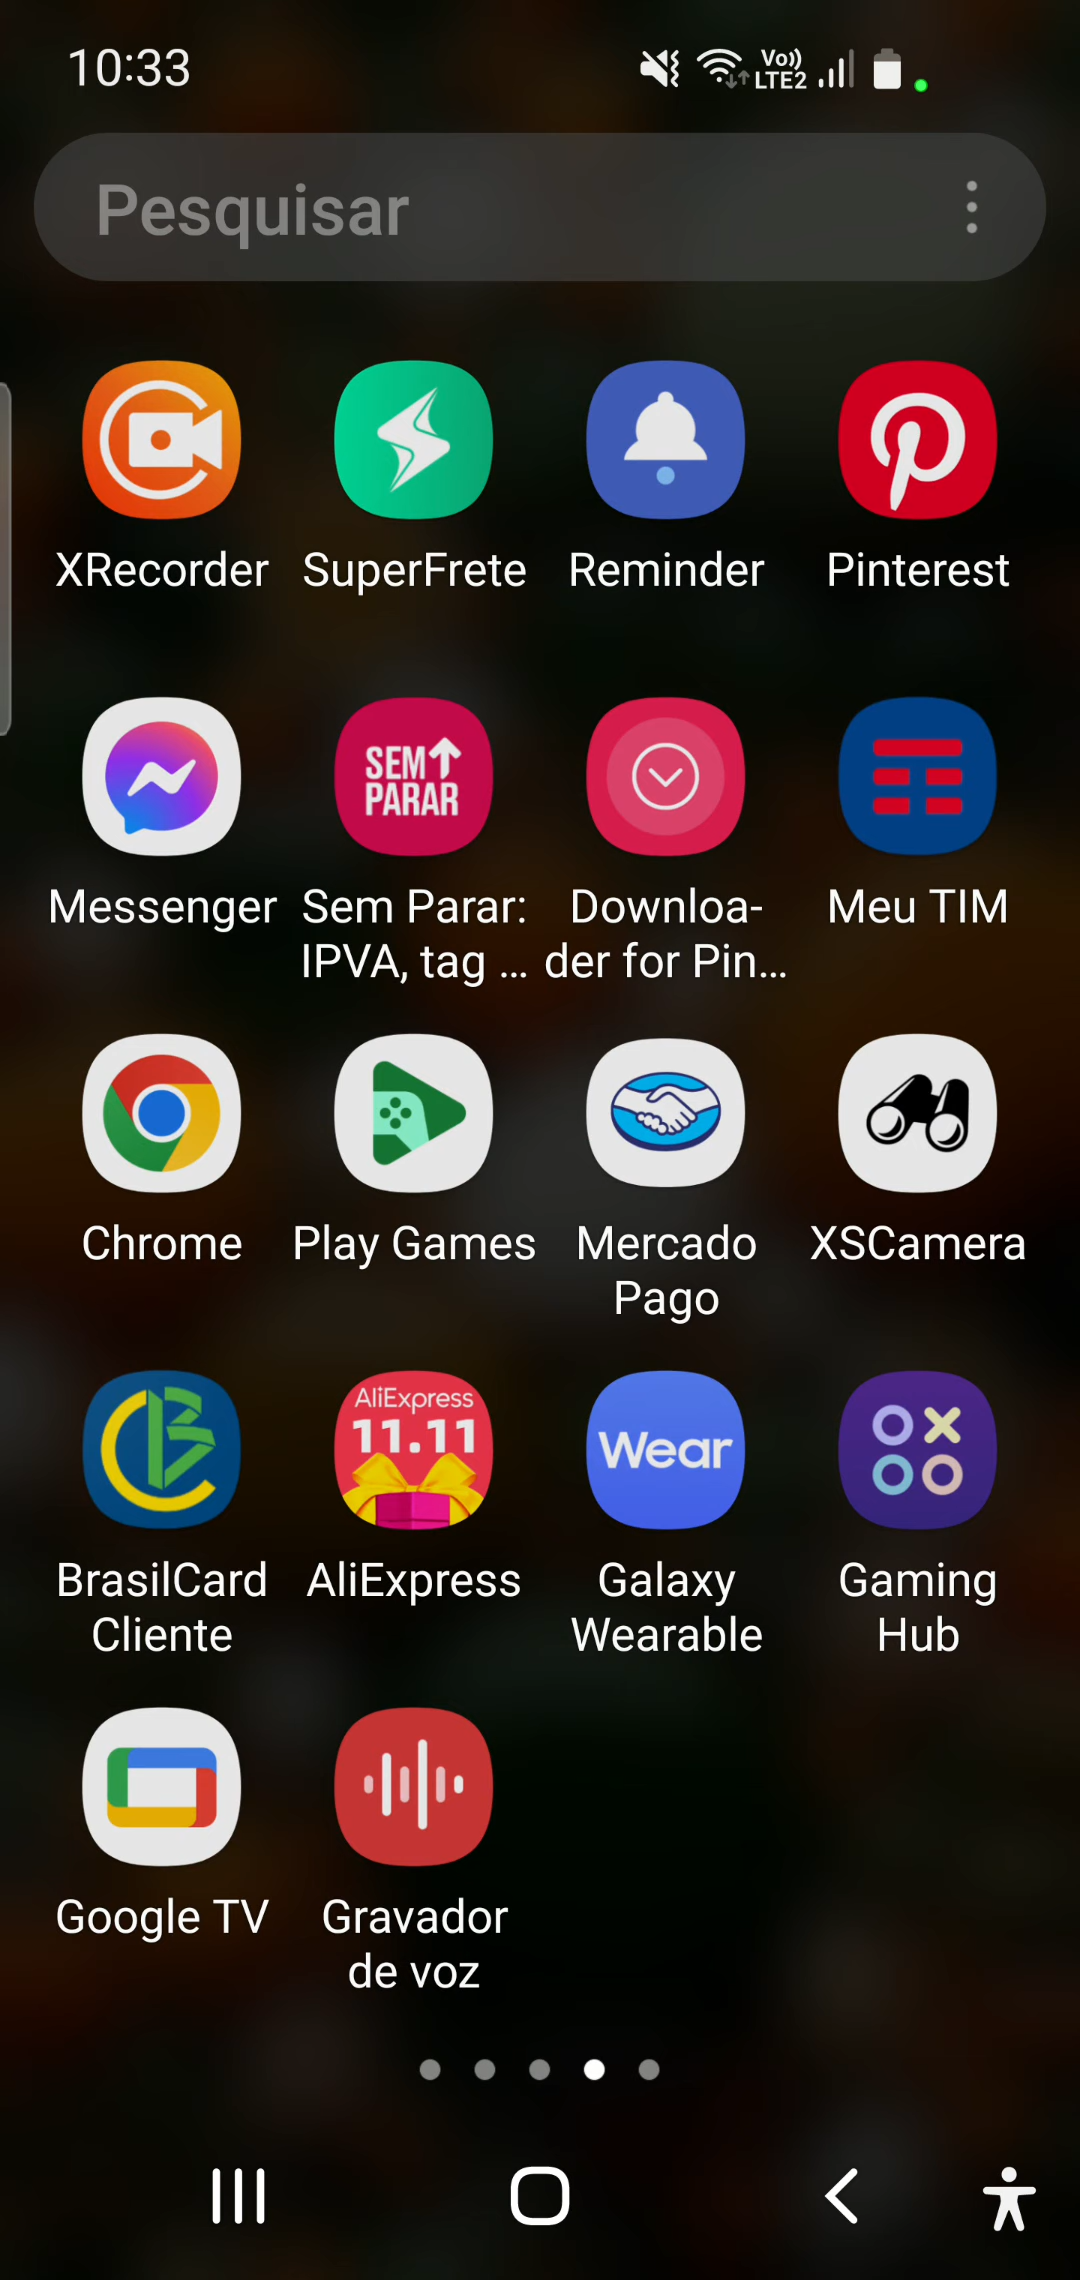 10:33
Vo))
LTE2
Pesquisar
XRecorder
SuperFrete
Reminder
Pinterest
SEM
PARAR
Messenger
Sem Parar:
IPVA, tag ...
Downloa-
der for Pin...
Meu TIM
Chrome
Play Games
Mercado
Pago
XSCamera
AliExpress
11.11
Wear
BrasilCard
Cliente
AliExpress
Galaxy
Wearable
Gaming
Hub
Google TV
Gravador
de voz